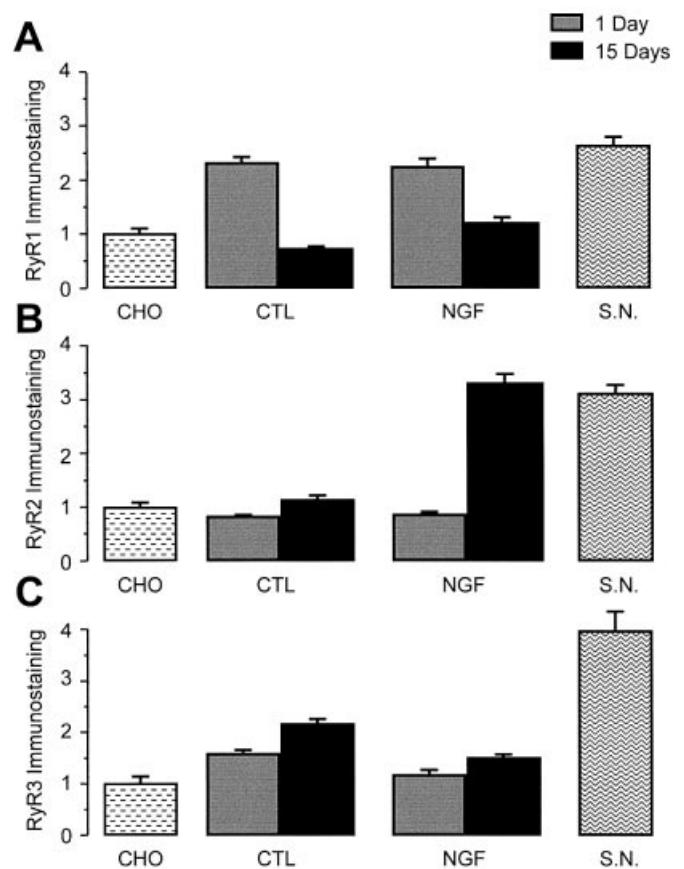 1 Day
15 Days
A
RyR1 Immunostaining
4
3
2
1
0
CHO CTL NGF S.N.
B
RyR2 Immunostaining
4
3
2
1
0
CHO CTL NGF S.N.
C
RyR3 Immunostaining
4
3
2
1
0
CHO CTL NGF S.N.